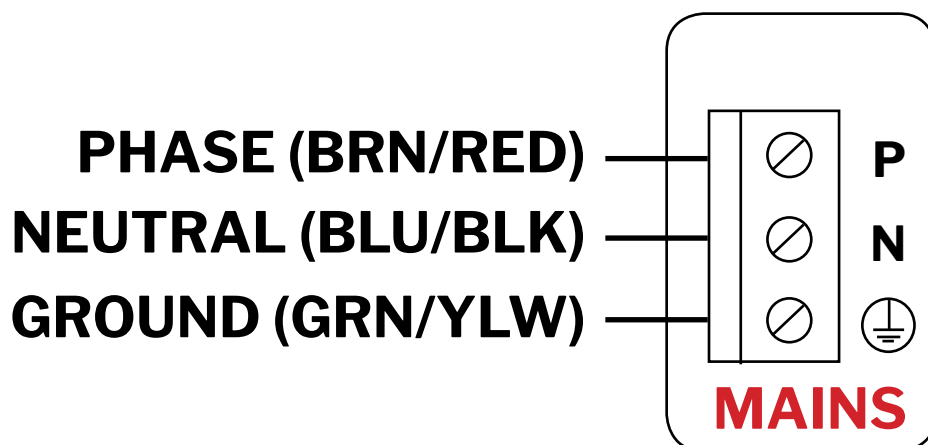 PHASE (BRN/RED) P
NEUTRAL (BLU/BLK) N
GROUND (GRN/YLW)
MAINS